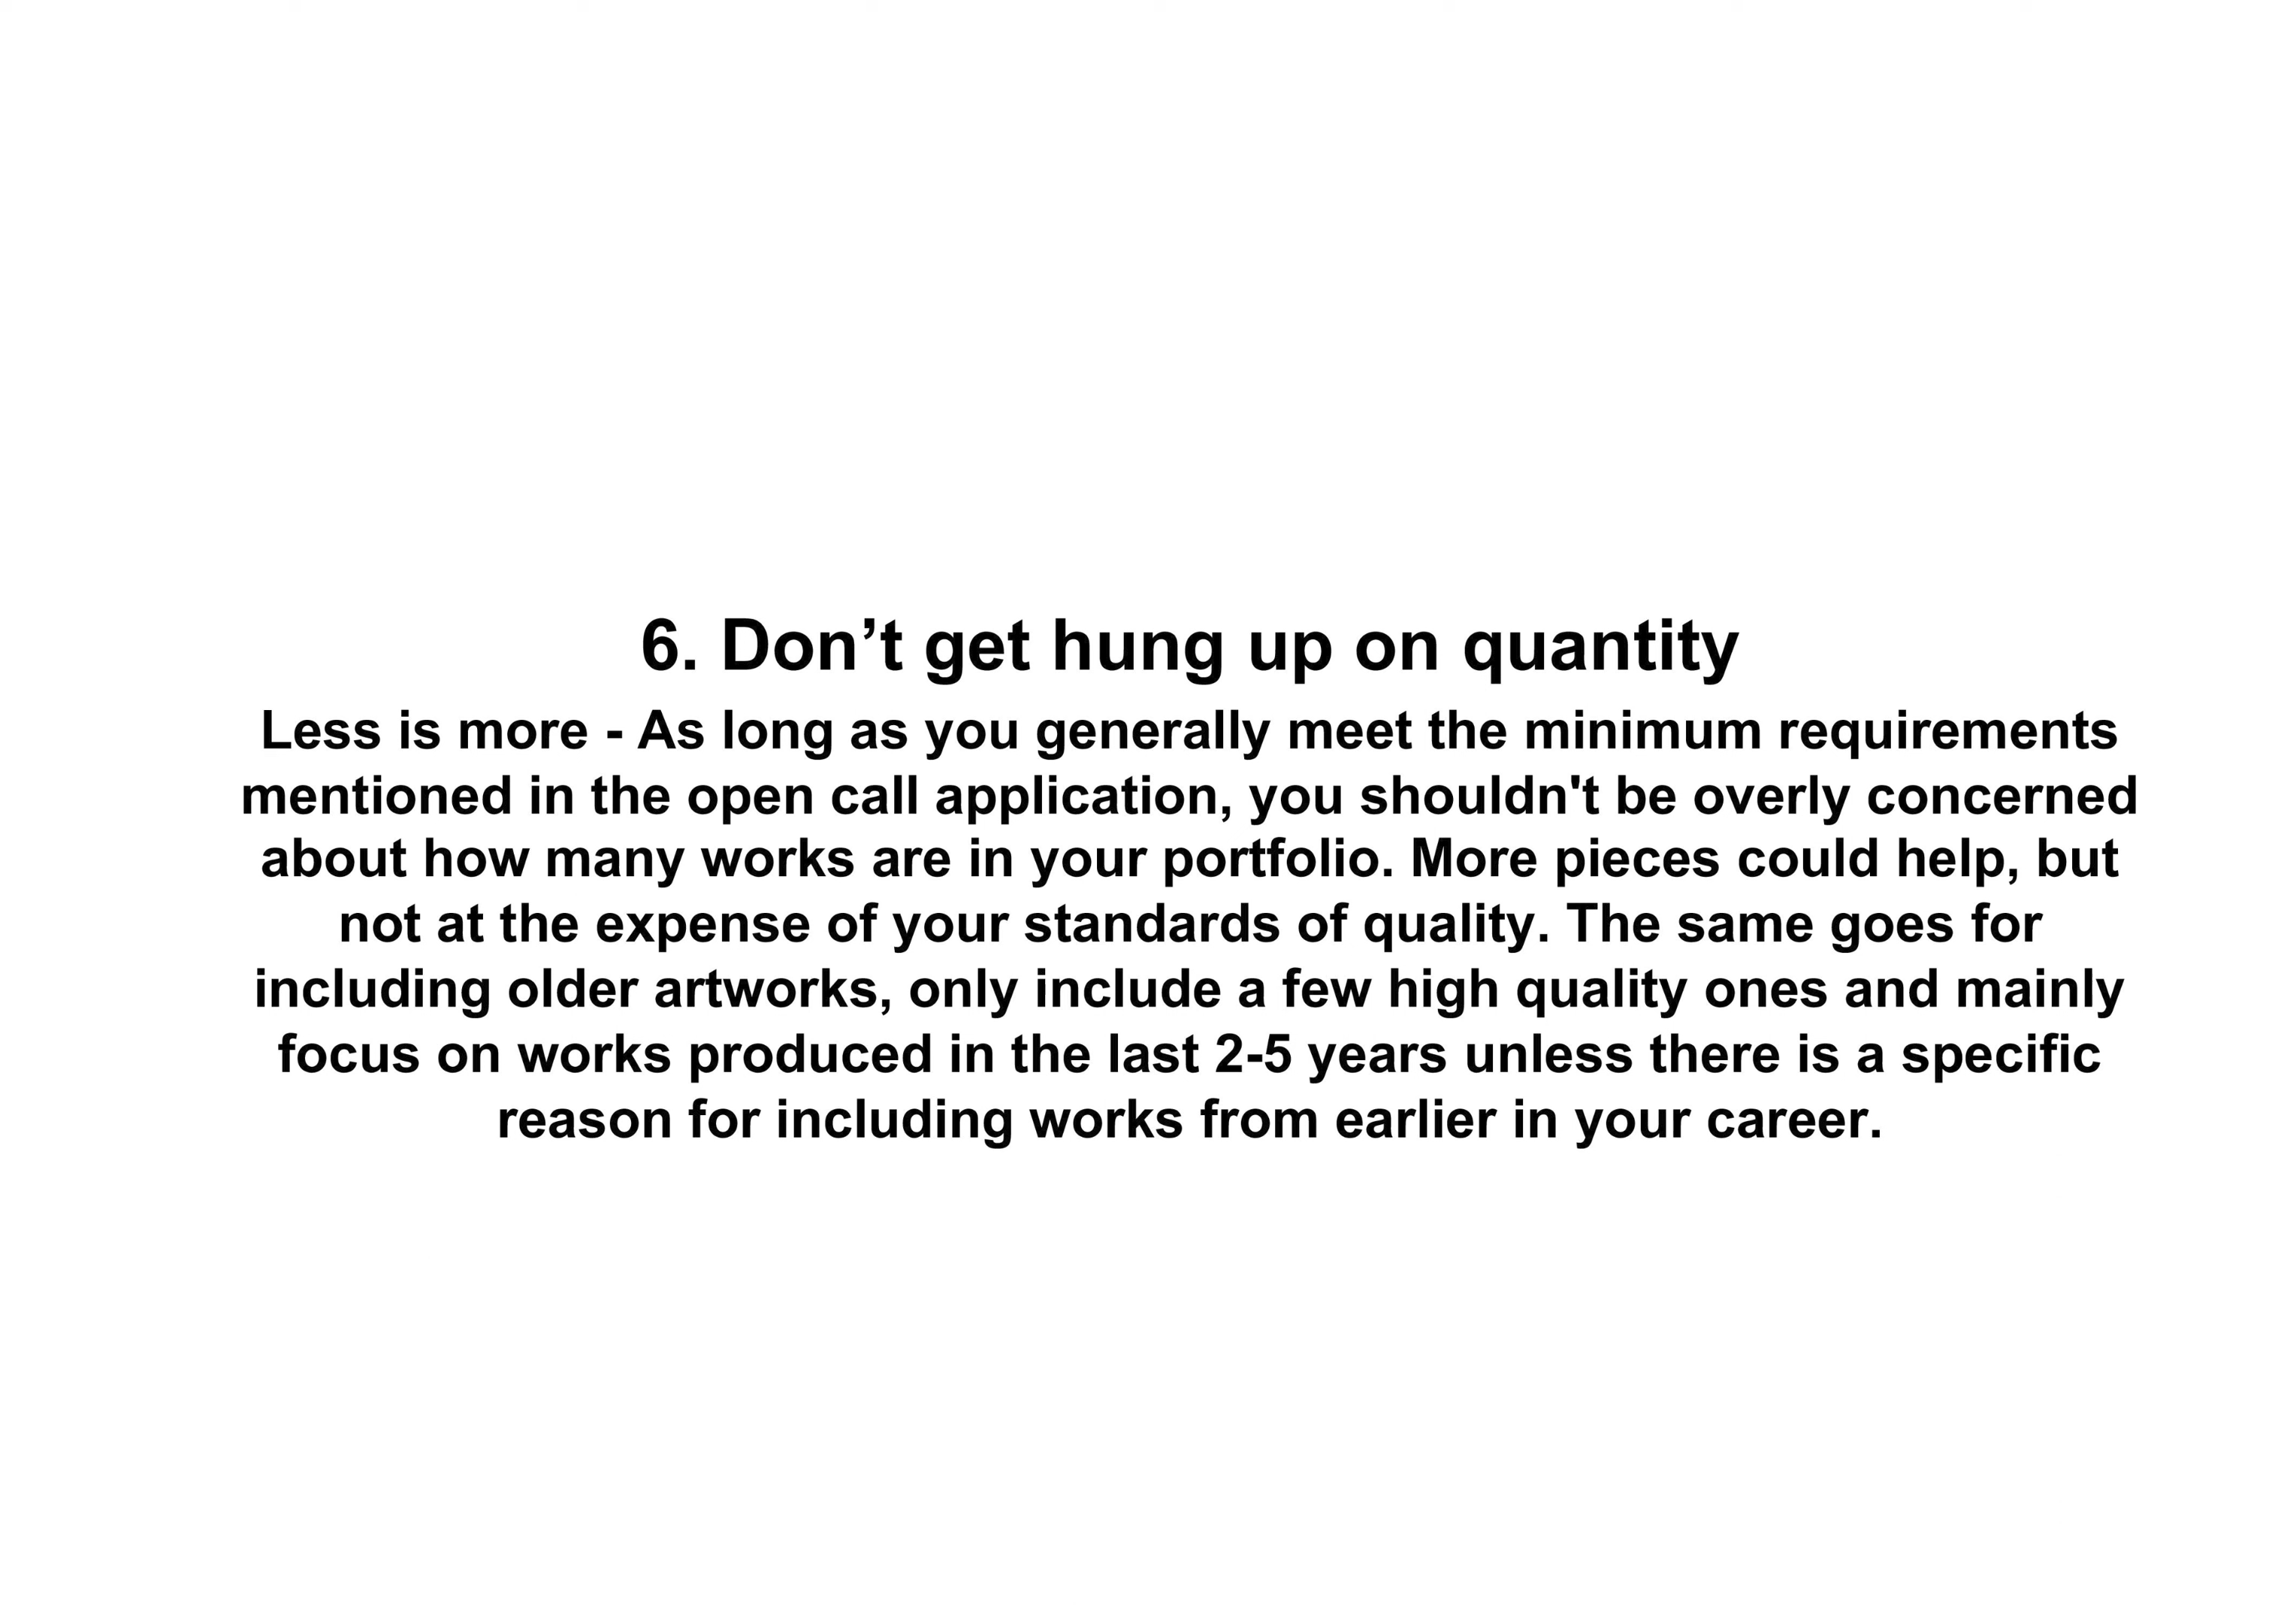 6. Don’t get hung up on quantity
Less is more - As long as you generally meet the minimum requirements
mentioned in the open call application, you shouldn't be overly concerned
about how many works are in your portfolio. More pieces could help, but
not at the expense of your standards of quality. The same goes for
including older artworks, only include a few high quality ones and mainly
focus on works produced in the last 2-5 years unless there is a specific
reason for including works from earlier in your career.